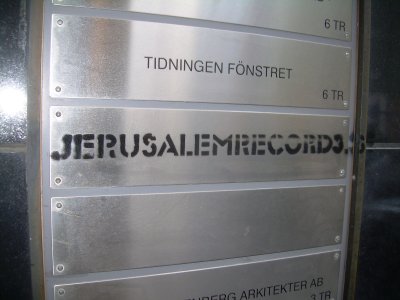 6 TR
TIDNINGEN FÖNSTRET
6 TR
JERUSALEMRECORDS.S
ARKITEKTER AB
3 TR